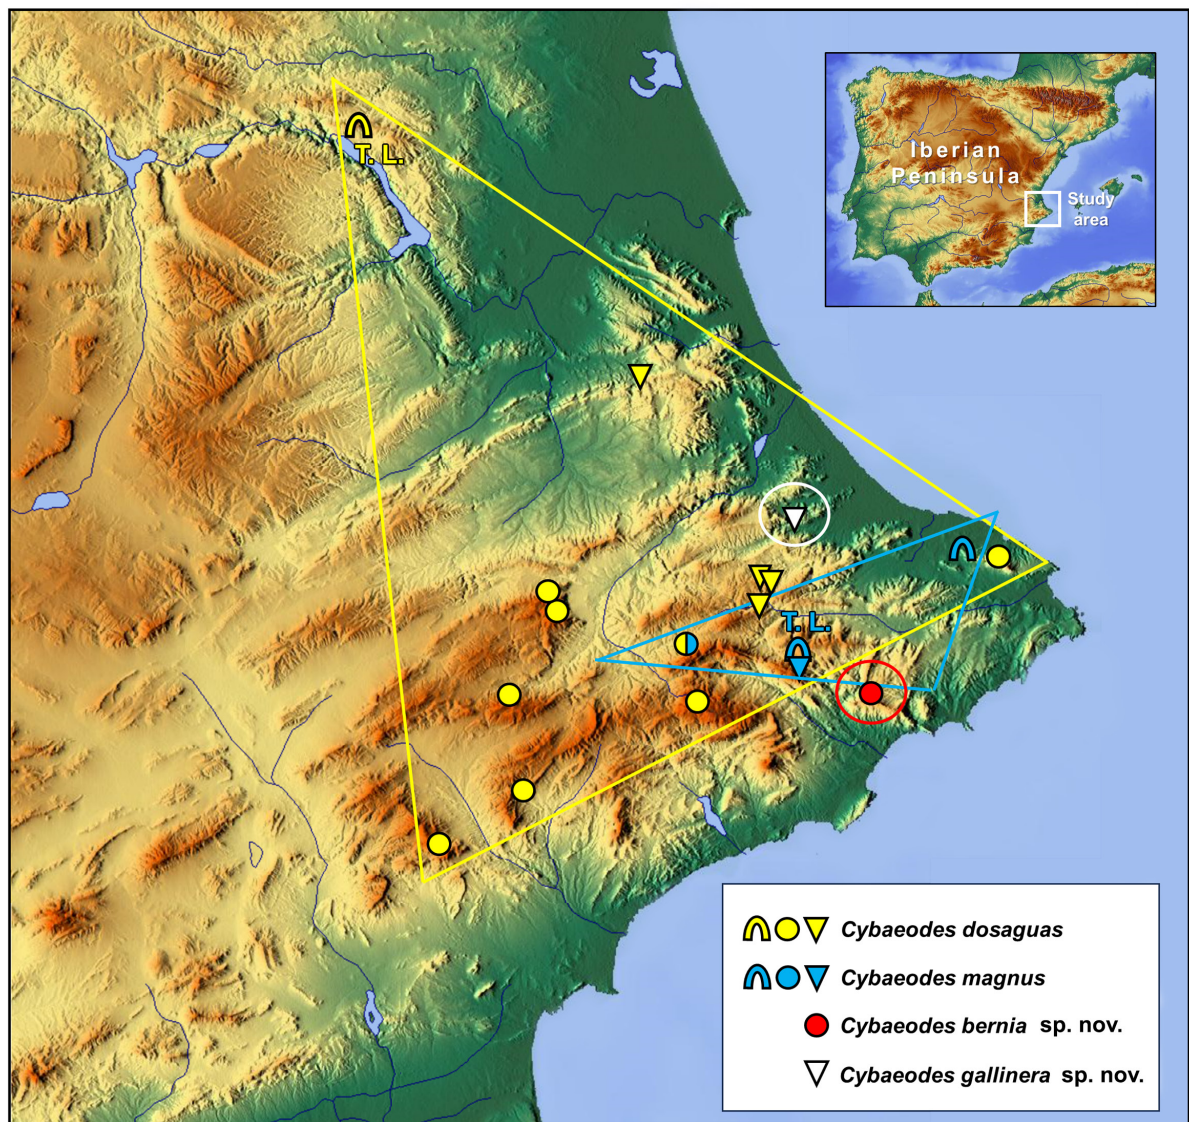 T. L.
Iberian
Peninsula
Study
area
T. L.
Cybaeodes dosaguas
Cybaeodes magnus
Cybaeodes bernia sp. nov.
Cybaeodes gallinera sp. nov.